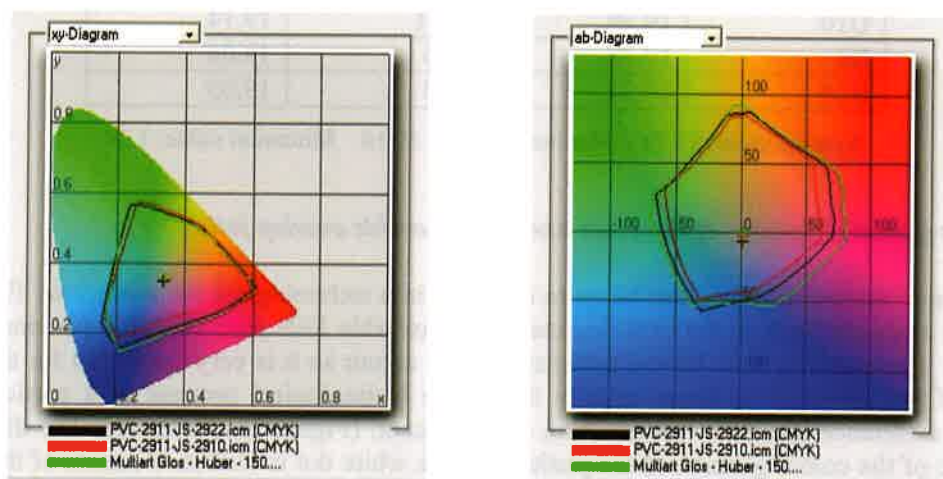 xy-Diagram
y
0.8
0.6
0.4
0.2
0 0.2 0.4 0.6 0.8 x
PVC-2911-JS-2922.icm (CMYK)
PVC-2911-JS-2910.icm (CMYK)
Multiart Glos - Huber - 150....
ab-Diagram
100
50
-100 50 0 50 100
PVC-2911-JS-2922.icm (CMYK)
PVC-2911-JS-2910.icm (CMYK)
Multiart Glos - Huber - 150....